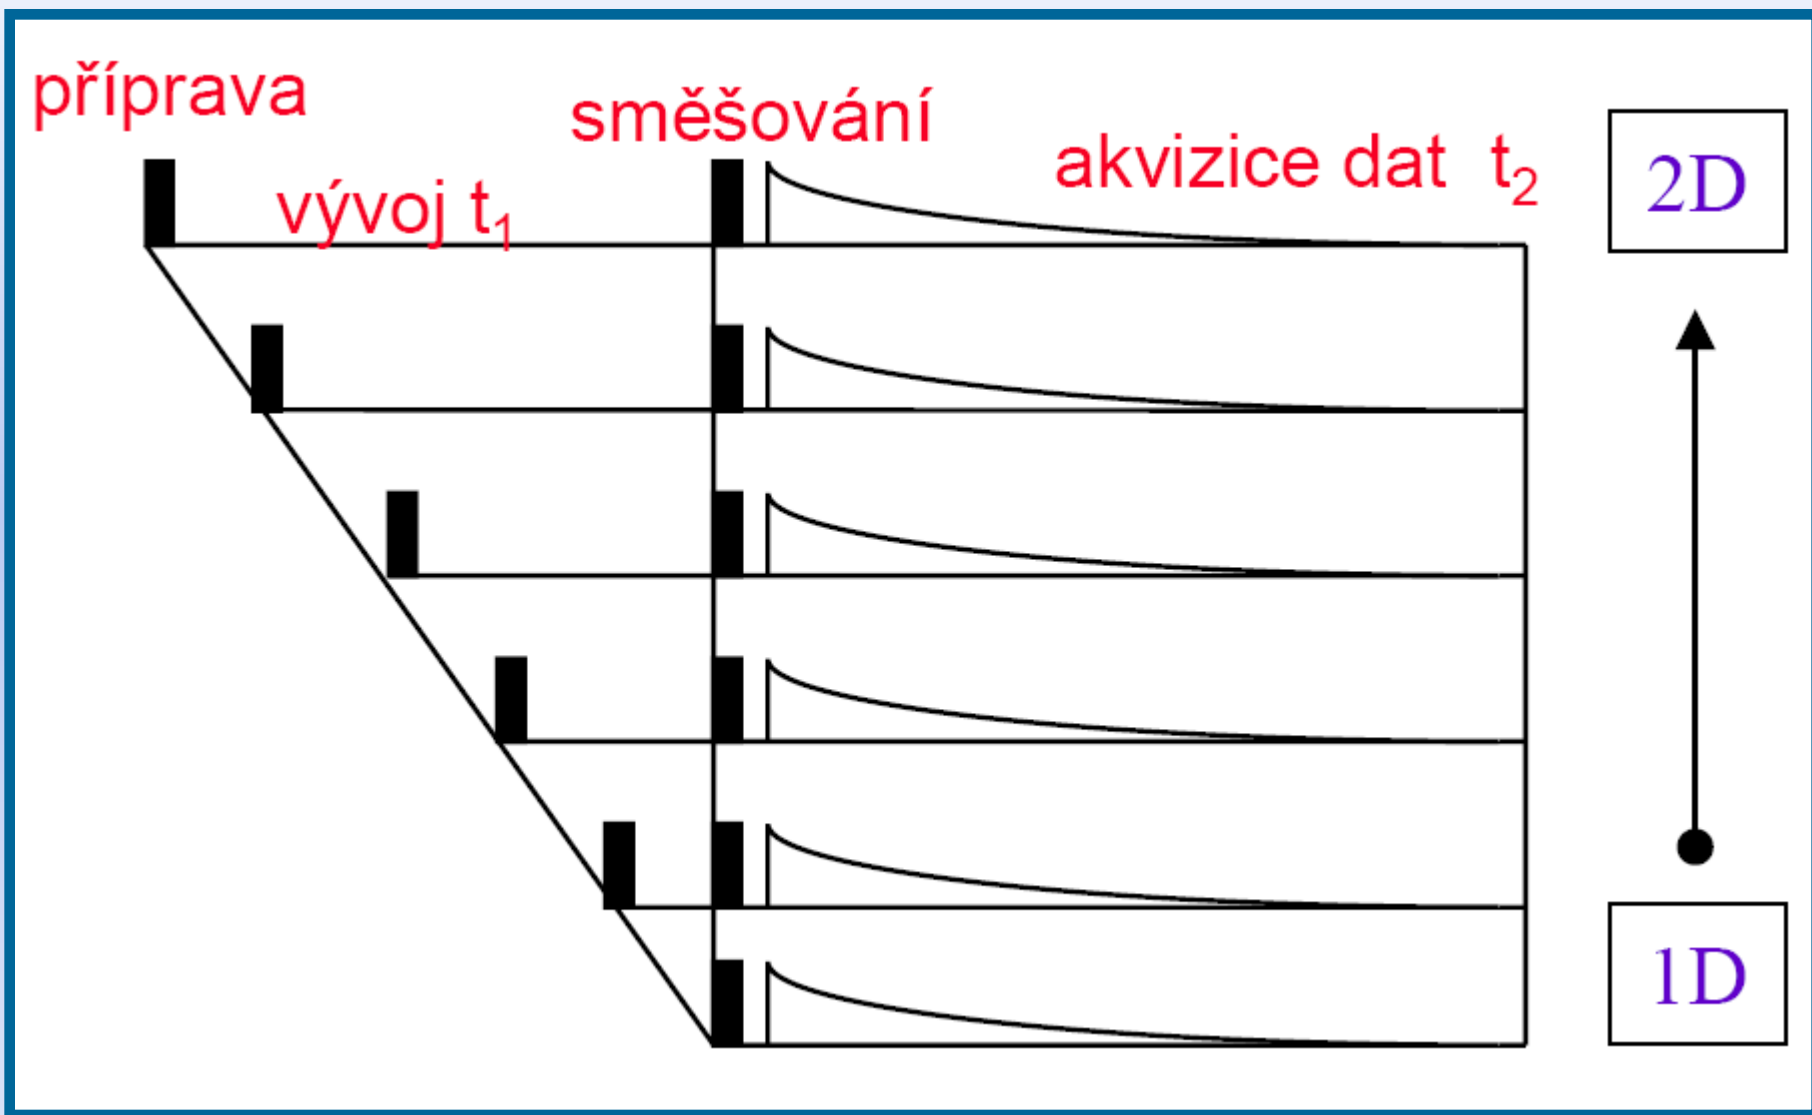 příprava
vývoj t₁
směšování
akvizice dat t₂
2D
1D